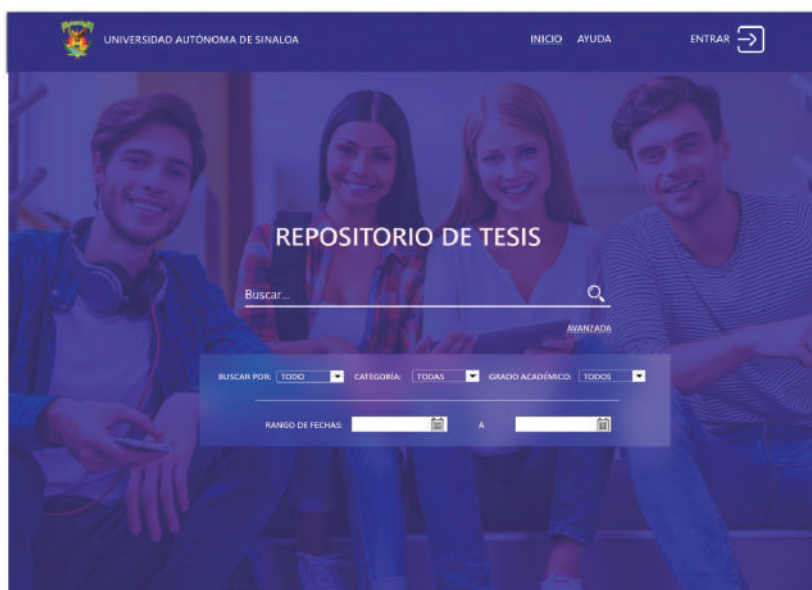 UNIVERSIDAD AUTÓNOMA DE SINALOA
INICIO AYUDA
ENTRAR
REPOSITORIO DE TESIS
Buscar...
AVANZADA
BUSCAR POR: TODO CATEGORÍA: TODAS GRADO ACADÉMICO: TODOS
RANGO DE FECHAS: A